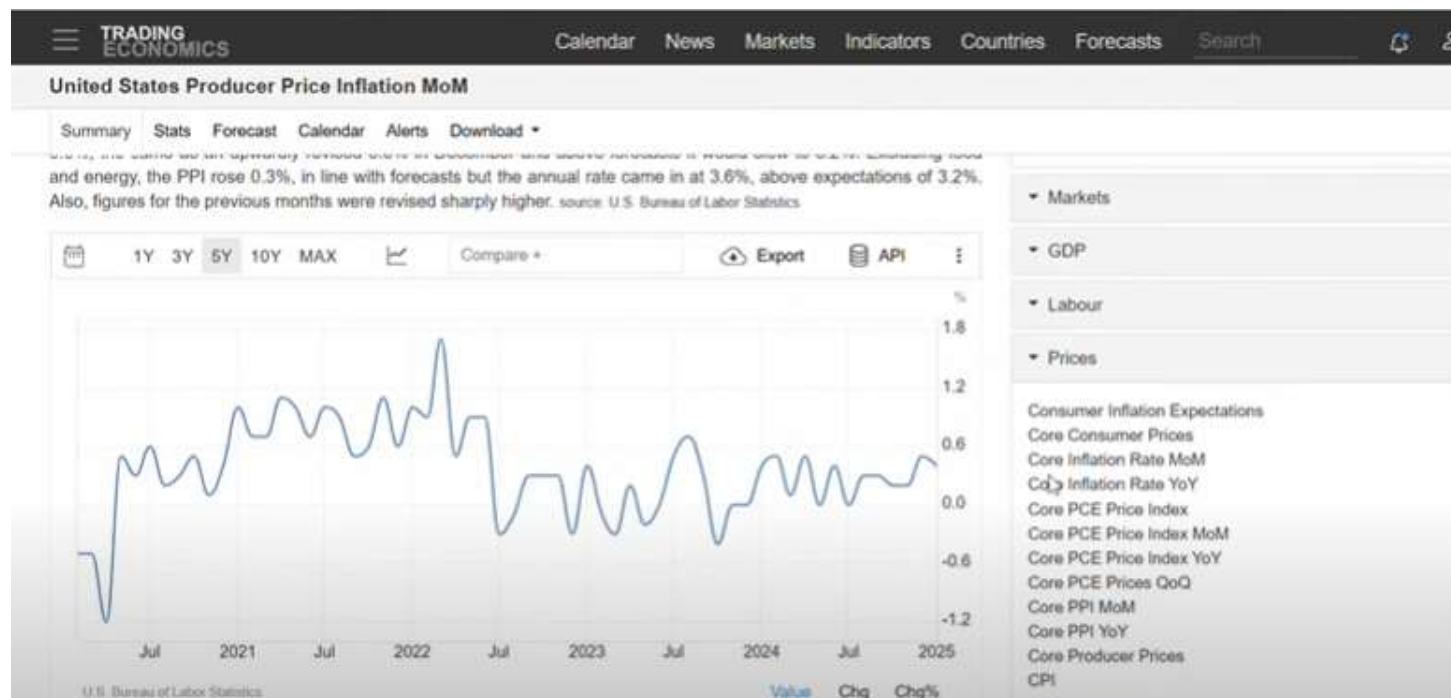 TRADING
ECONOMICS
Calendar News Markets Indicators Countries Forecasts Search
United States Producer Price Inflation MoM
Summary Stats Forecast Calendar Alerts Download
and energy, the PPI rose 0.3%, in line with forecasts but the annual rate came in at 3.6%, above expectations of 3.2%.
Also, figures for the previous months were revised sharply higher. source: U.S. Bureau of Labor Statistics
1Y 3Y 5Y 10Y MAX Compare + Export API
%
1.8
1.2
0.6
0.0
-0.6
-1.2
Jul 2021 Jul 2022 Jul 2023 Jul 2024 Jul 2025
U.S. Bureau of Labor Statistics
Value Chg Chg%
Markets
GDP
Labour
Prices
Consumer Inflation Expectations
Core Consumer Prices
Core Inflation Rate MoM
Inflation Rate YoY
Core PCE Price Index
Core PCE Price Index MoM
Core PCE Price Index YoY
Core PCE Prices QoQ
Core PPI MoM
Core PPI YoY
Core Producer Prices
CPI